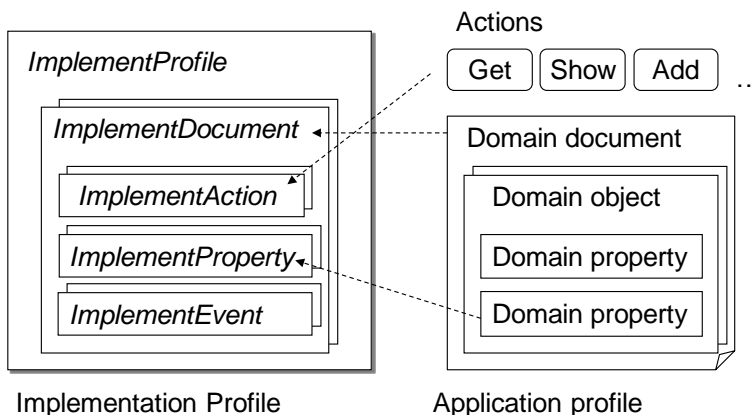 Actions
ImplementProfile
Get Show Add ..
ImplementDocument
Domain document
ImplementAction
Domain object
ImplementProperty
Domain property
ImplementEvent
Domain property
Implementation Profile
Application profile